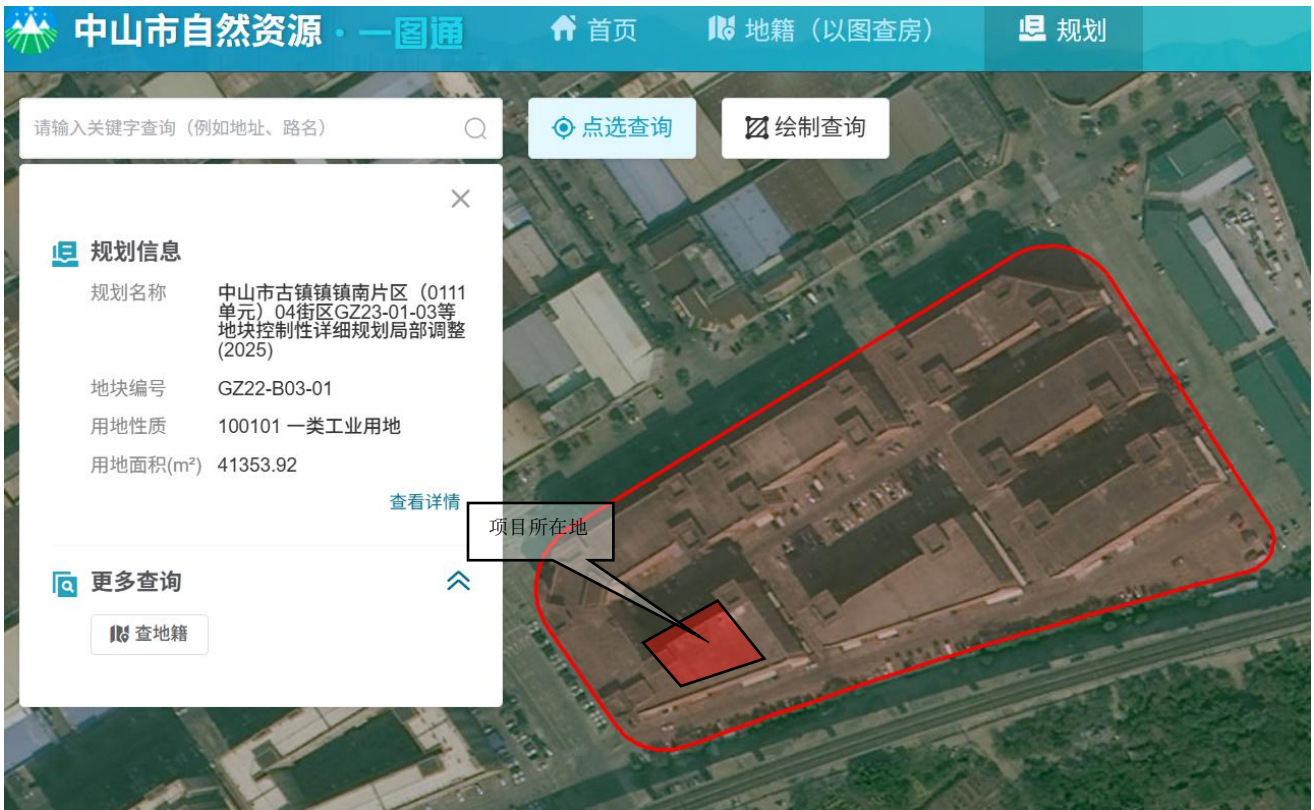 中山市自然资源·一图通
首页
地籍（以图查房）
规划
请输入关键字查询（例如地址、路名）
点选查询
绘制查询
规划信息
规划名称
中山市古镇镇镇南片区（0111
单元）04街区GZ23-01-03等
地块控制性详细规划局部调整
(2025)
地块编号 GZ22-B03-01
用地性质 100101 一类工业用地
用地面积(m²) 41353.92
查看详情
项目所在地
更多查询
查地籍